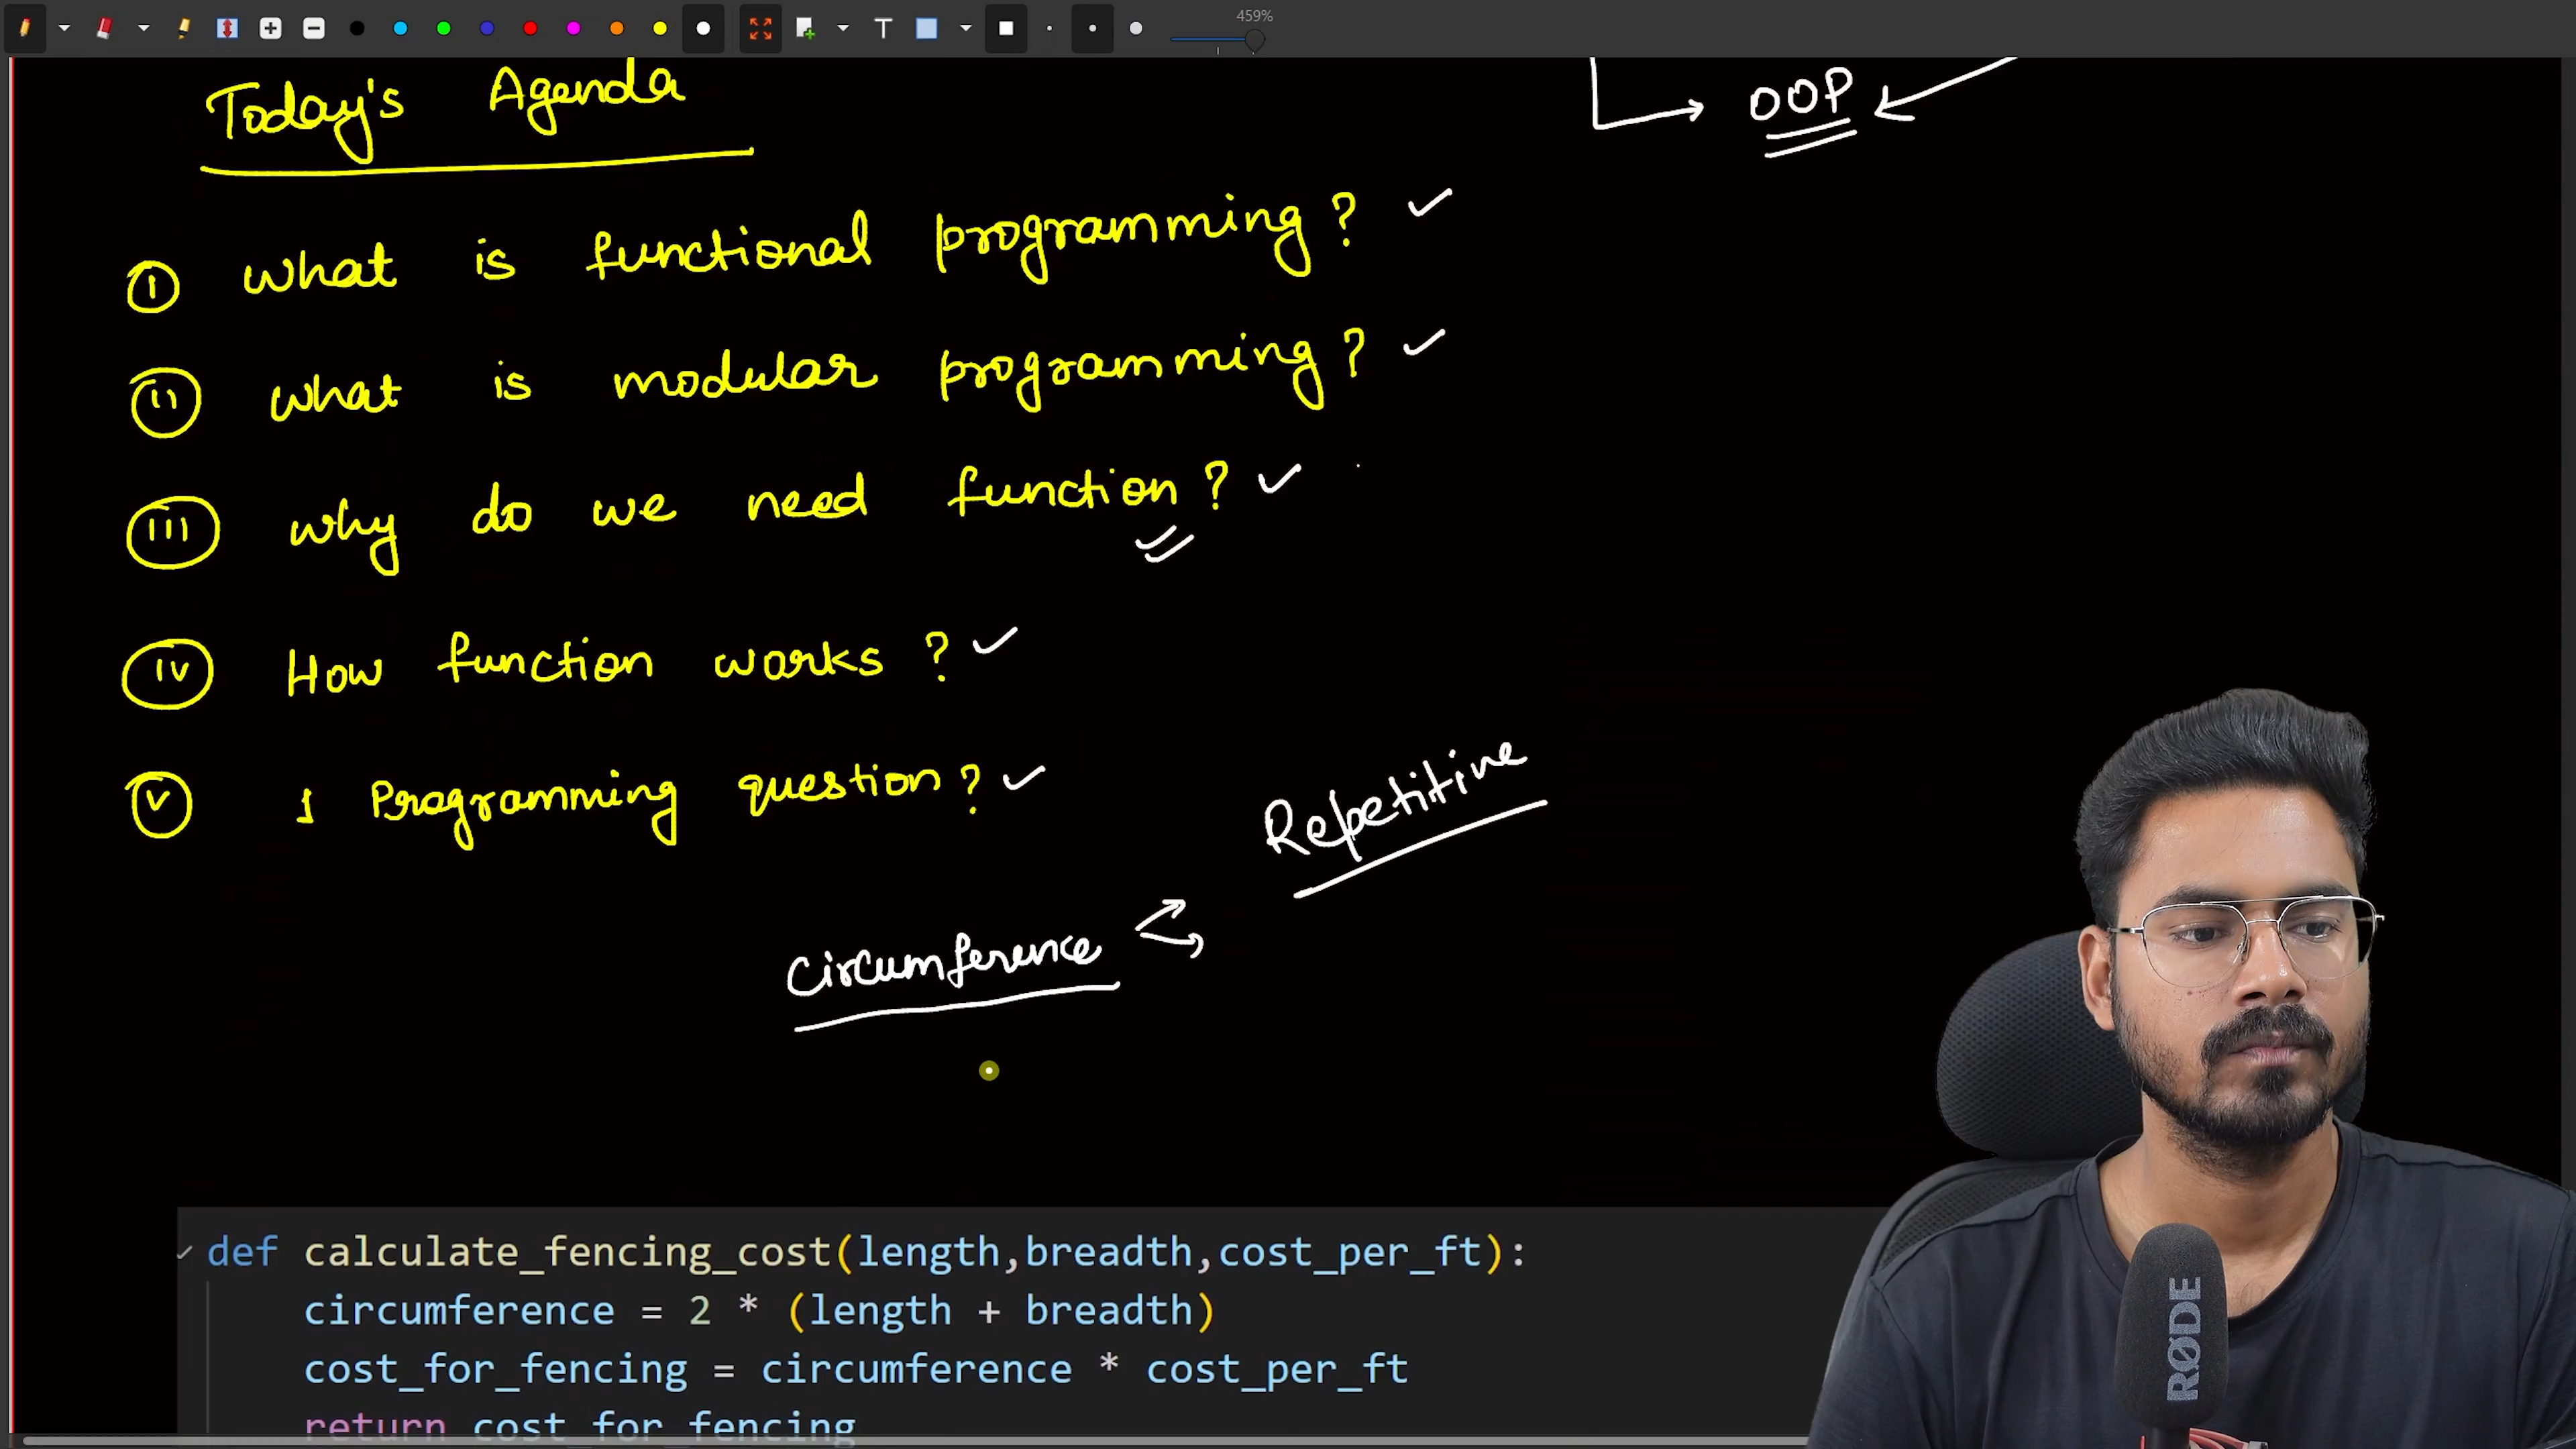 459%
Today's Agenda
OOP
i what is functional programming?
ii what is modular programming?
iii why do we need function?
iv How function works?
v 1 Programming question?
Repetitive
Circumference
def calculate_fencing_cost(length,breadth,cost_per_ft):
circumference = 2 * (length + breadth)
cost_for_fencing = circumference * cost_per_ft
return cost_for_fencing
RØDE